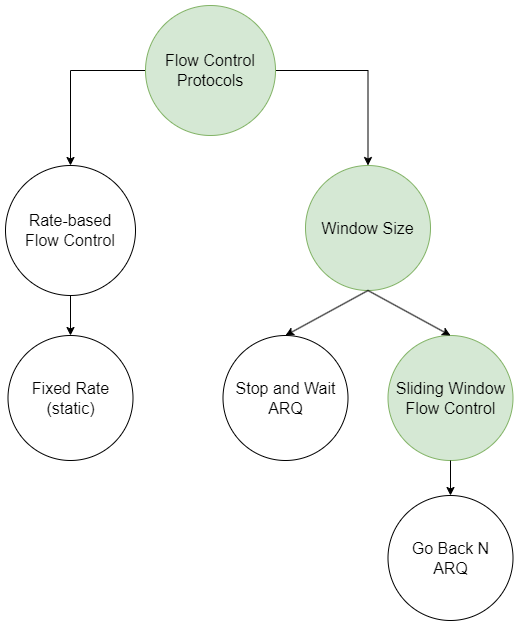 Flow Control
Protocols
Rate-based
Flow Control
Window Size
Fixed Rate
(static)
Stop and Wait
ARQ
Sliding Window
Flow Control
Go Back N
ARQ